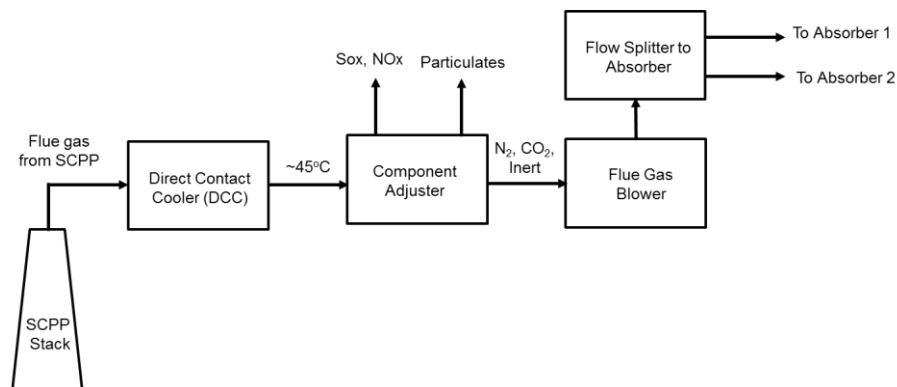 Flue gas
from SCPP
SCPP
Stack
Direct Contact
Cooler (DCC)
~45°C
Sox, NOx
Particulates
Component
Adjuster
N₂, CO₂,
Inert
Flue Gas
Blower
Flow Splitter to
Absorber
To Absorber 1
To Absorber 2